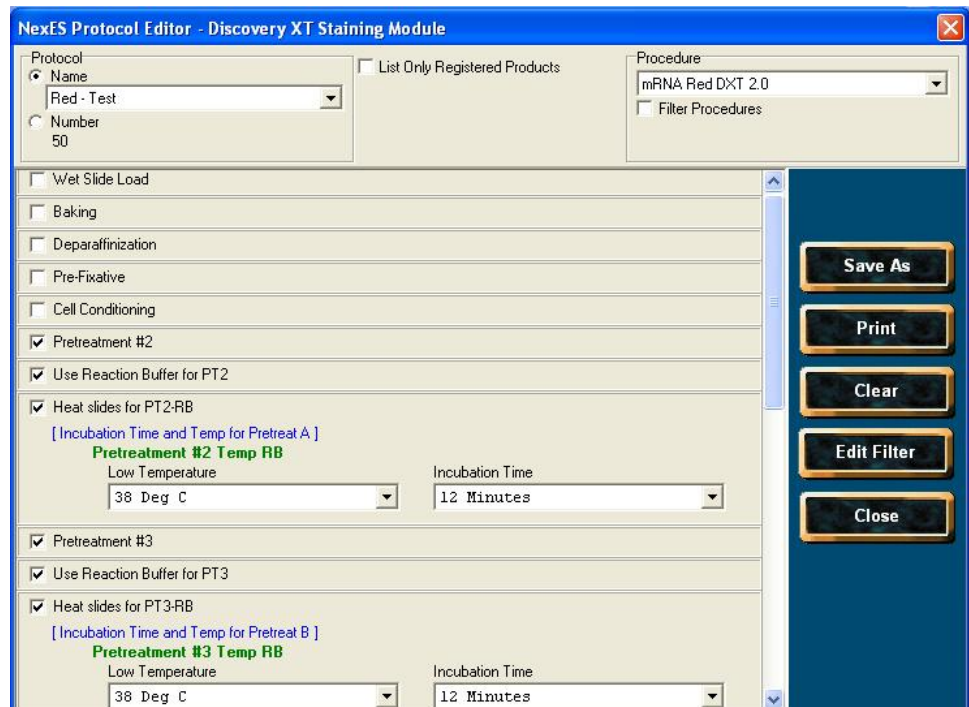 NexES Protocol Editor - Discovery XT Staining Module
Protocol
Name
Red - Test
Number
50
List Only Registered Products
Procedure
mRNA Red DXT 2.0
Filter Procedures
Wet Slide Load
Baking
Deparaffinization
Pre-Fixative
Cell Conditioning
Pretreatment #2
Use Reaction Buffer for PT2
Heat slides for PT2-RB
[ Incubation Time and Temp for Pretreat A ]
Pretreatment #2 Temp RB
Low Temperature Incubation Time
38 Deg C 12 Minutes
Pretreatment #3
Use Reaction Buffer for PT3
Heat slides for PT3-RB
[ Incubation Time and Temp for Pretreat B ]
Pretreatment #3 Temp RB
Low Temperature Incubation Time
38 Deg C 12 Minutes
Save As
Print
Clear
Edit Filter
Close